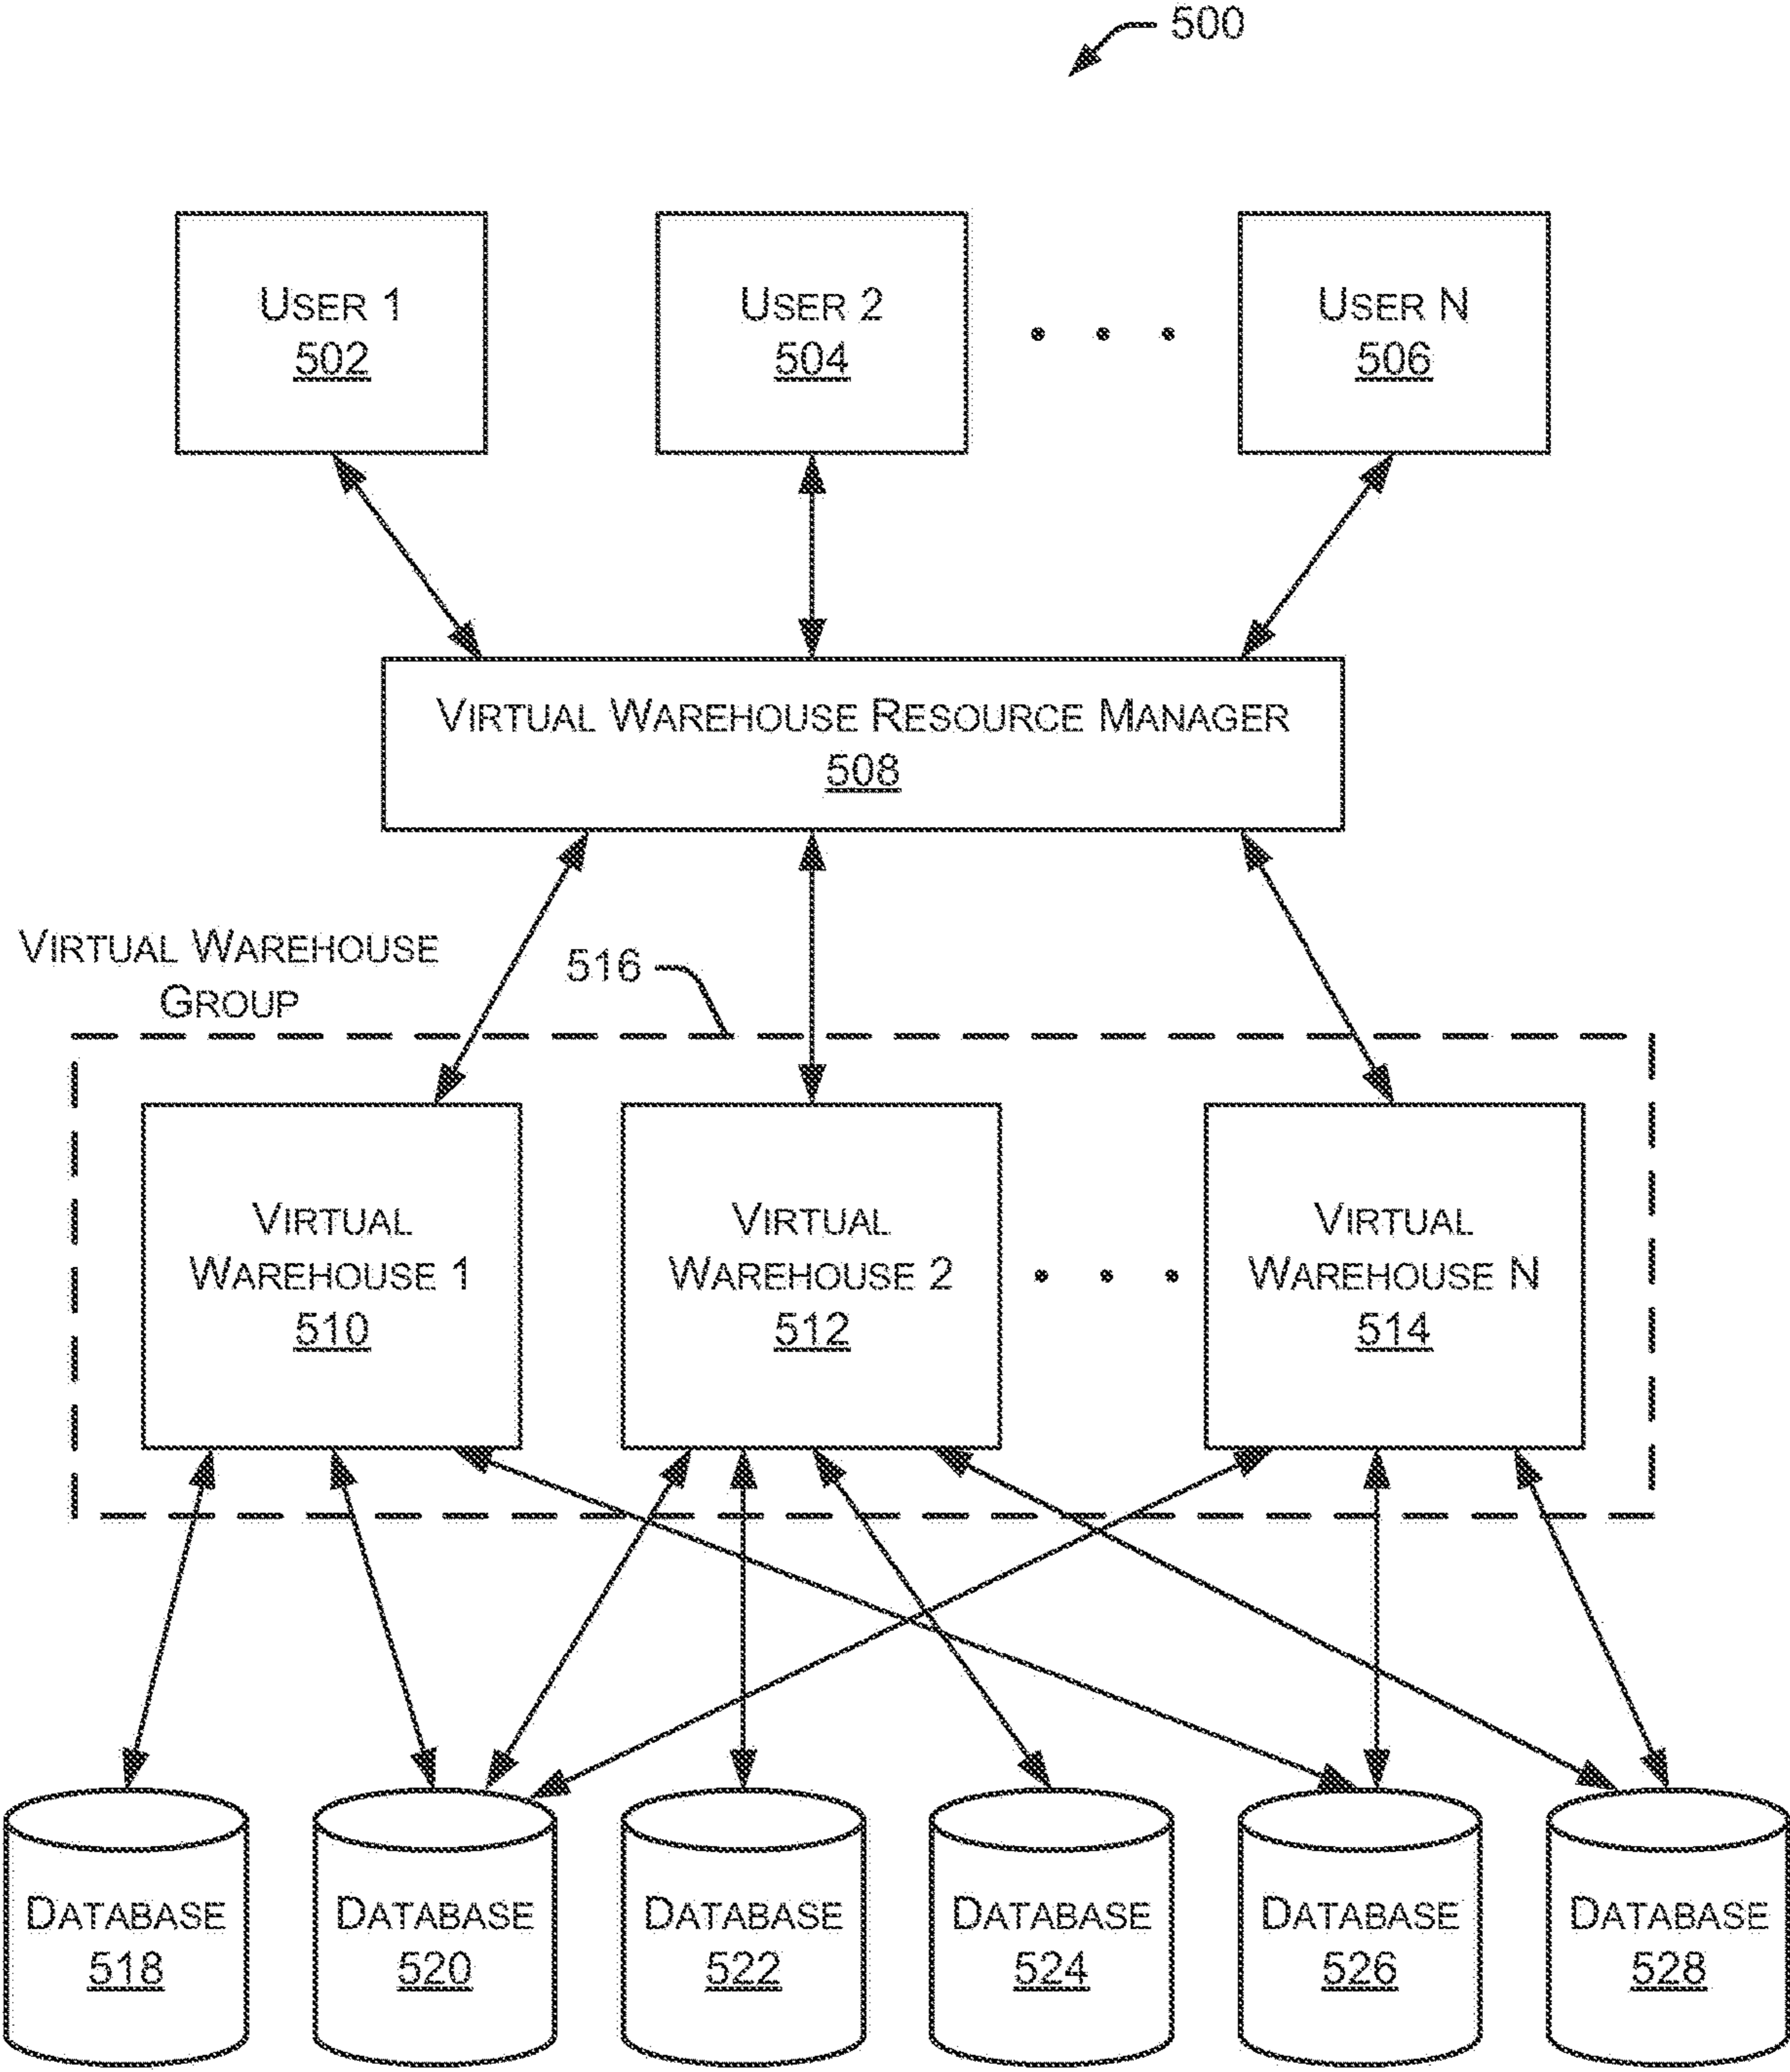 500
USER 1
502
USER 2
504
USER N
506
VIRTUAL WAREHOUSE RESOURCE MANAGER
508
VIRTUAL WAREHOUSE
GROUP
516
VIRTUAL
WAREHOUSE 1
510
VIRTUAL
WAREHOUSE 2
512
VIRTUAL
WAREHOUSE N
514
DATABASE
518
DATABASE
520
DATABASE
522
DATABASE
524
DATABASE
526
DATABASE
528